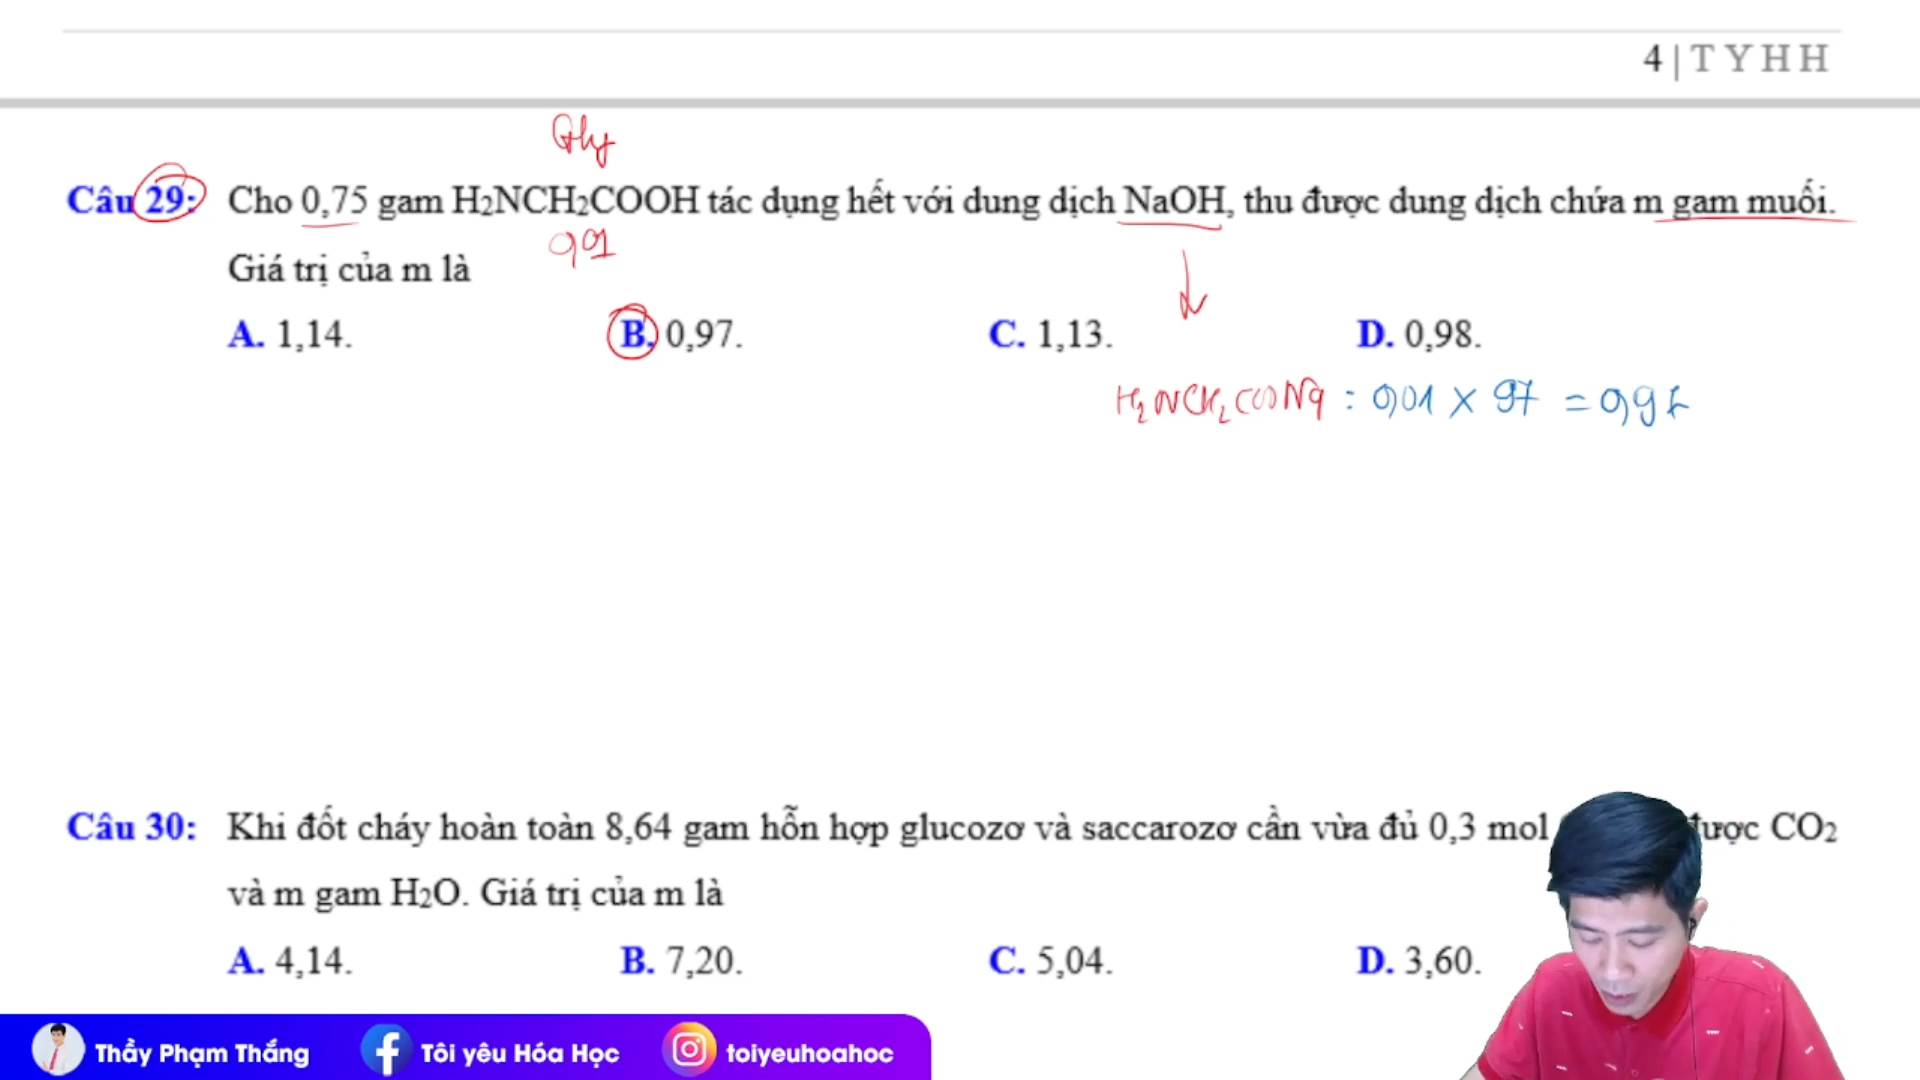 4 | T Y H H
Gly
Câu 29: Cho 0,75 gam H₂NCH₂COOH tác dụng hết với dung dịch NaOH, thu được dung dịch chứa m gam muối.
0,01
Giá trị của m là
A. 1,14. B. 0,97. C. 1,13. D. 0,98.
H₂NCH₂COONa : 0,01 x 97 = 0,97
Câu 30: Khi đốt cháy hoàn toàn 8,64 gam hỗn hợp glucozơ và saccarozơ cần vừa đủ 0,3 mol được CO₂
và m gam H₂O. Giá trị của m là
A. 4,14. B. 7,20. C. 5,04. D. 3,60.
Thầy Phạm Thắng Tôi yêu Hóa Học toiyeuhoahoc